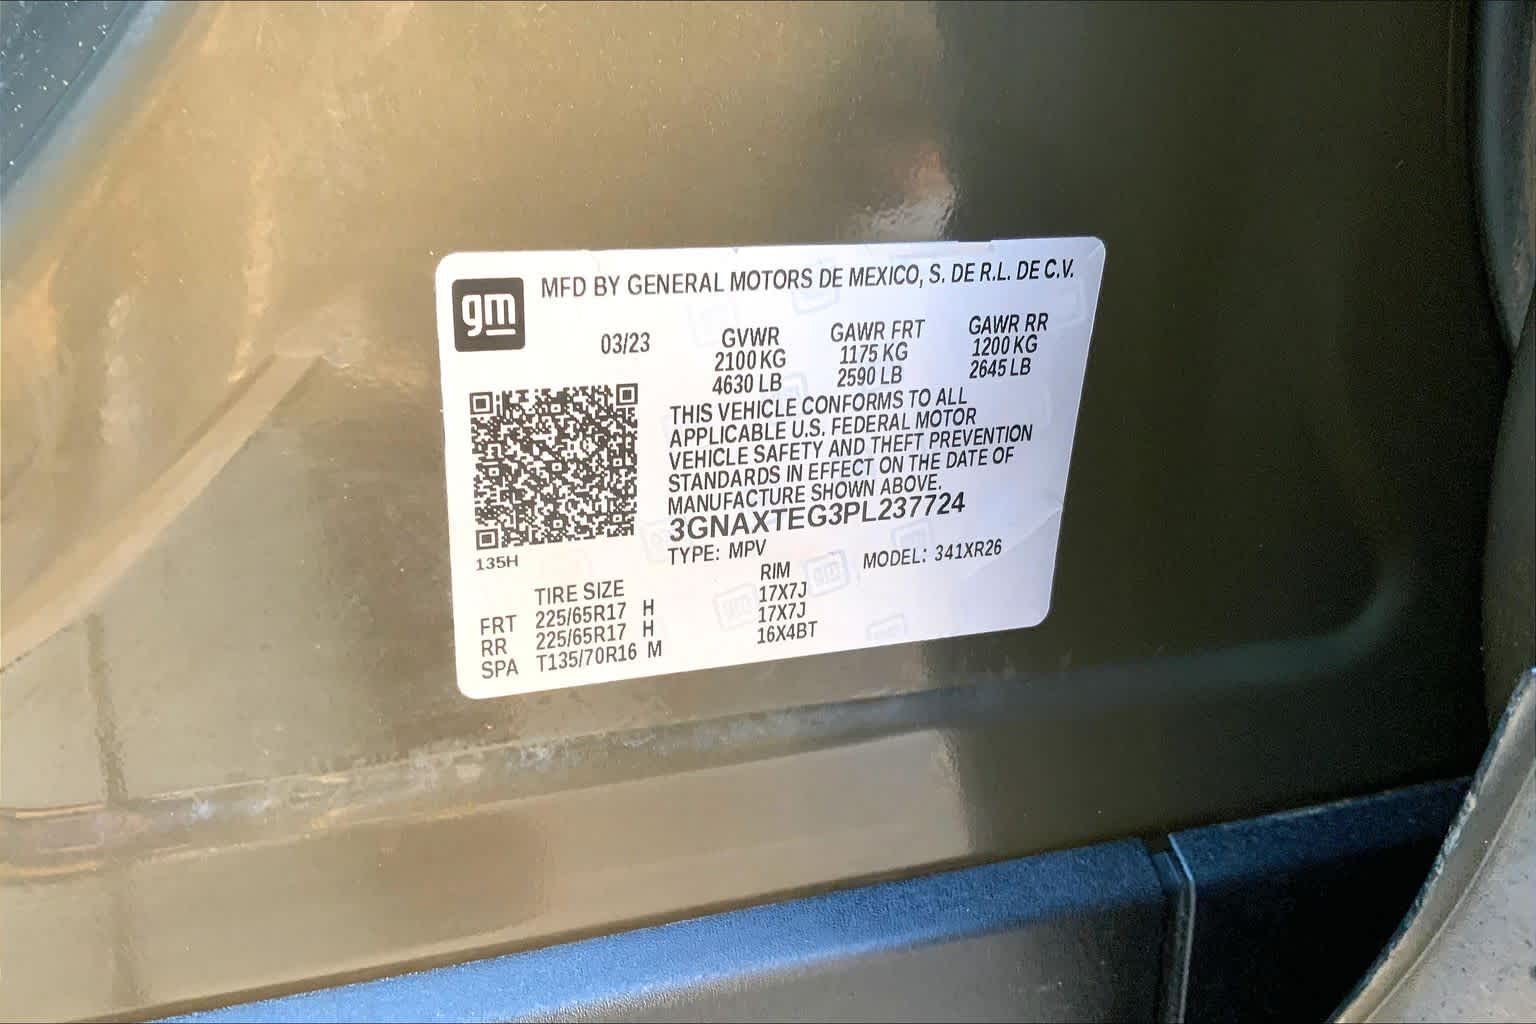 gm
MFD BY GENERAL MOTORS DE MEXICO, S. DE R.L. DE C.V.
03/23 GVWR GAWR FRT GAWR RR
2100 KG 1175 KG 1200 KG
4630 LB 2590 LB 2645 LB
THIS VEHICLE CONFORMS TO ALL
APPLICABLE U.S. FEDERAL MOTOR
VEHICLE SAFETY AND THEFT PREVENTION
STANDARDS IN EFFECT ON THE DATE OF
MANUFACTURE SHOWN ABOVE.
3GNAXTEG3PL237724
135H
TYPE: MPV MODEL: 341XR26
TIRE SIZE RIM
FRT 225/65R17 H 17X7J
RR 225/65R17 H 17X7J
SPA T135/70R16 M 16X4BT